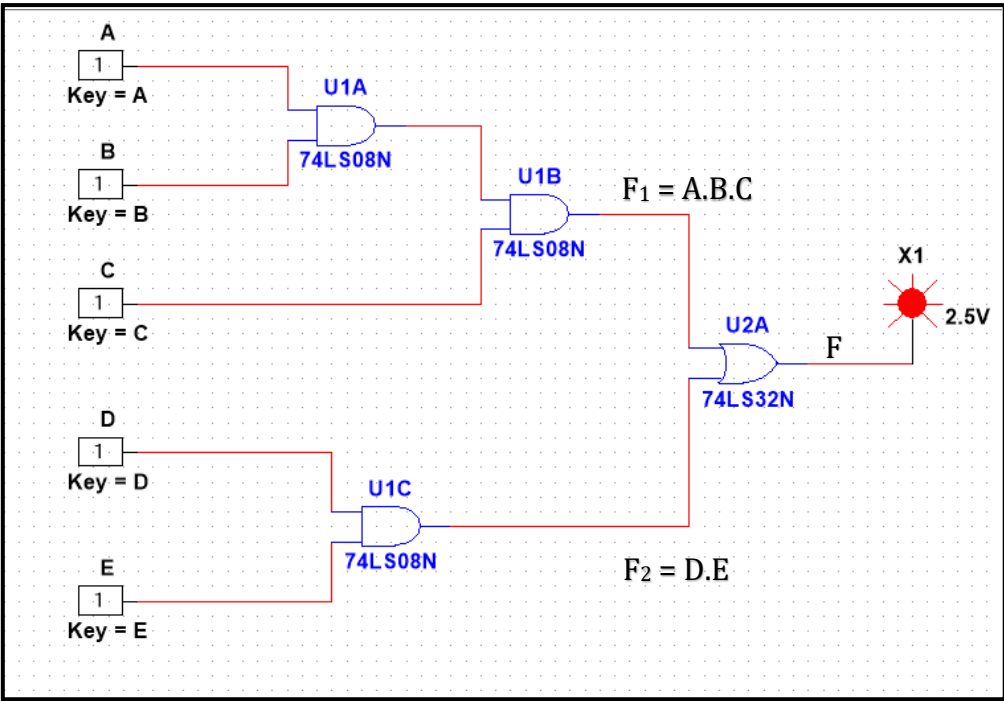 A
1
Key = A
U1A
74LS08N
B
1
Key = B
U1B
74LS08N
F₁ = A.B.C
C
1
Key = C
X1
2.5V
U2A
74LS32N
F
D
1
Key = D
U1C
74LS08N
F₂ = D.E
E
1
Key = E